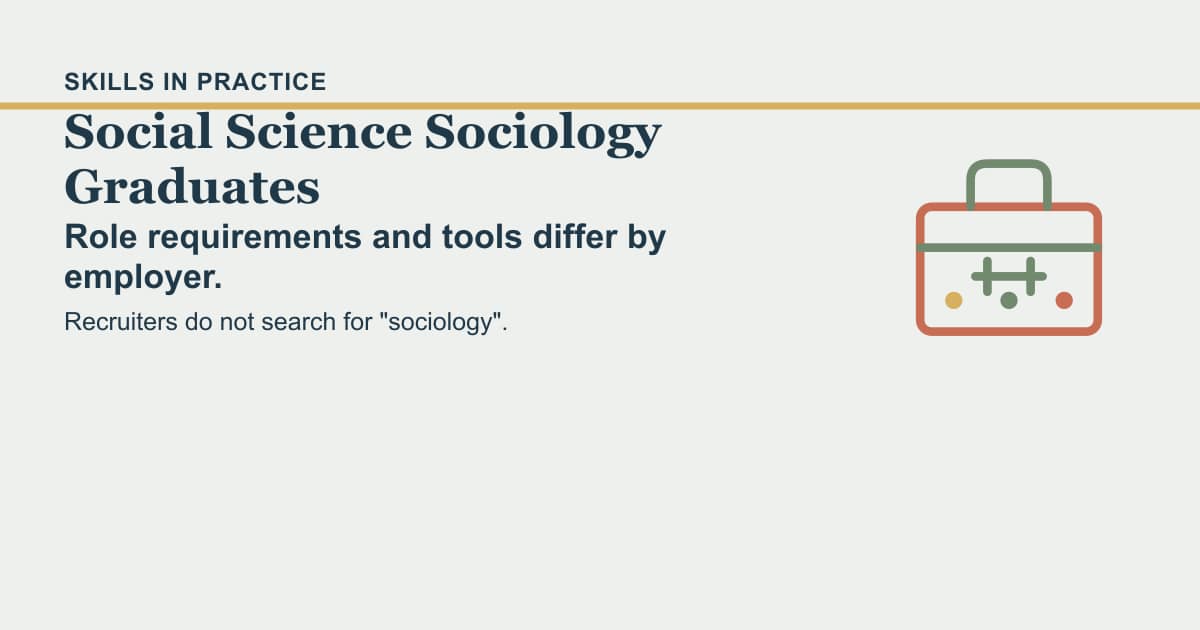 SKILLS IN PRACTICE
Social Science Sociology
Graduates
Role requirements and tools differ by
employer.
Recruiters do not search for "sociology".